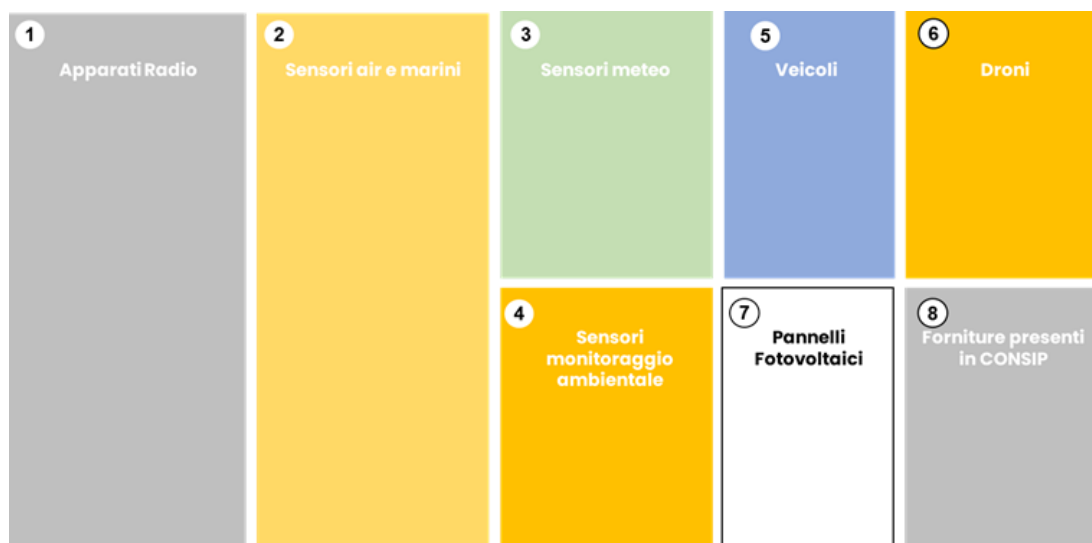 1
Apparati Radio
2
Sensori air e marini
3
Sensori meteo
5
Veicoli
6
Droni
4
Sensori
monitoraggio
ambientale
7
Pannelli
Fotovoltaici
8
Forniture presenti
in CONSIP